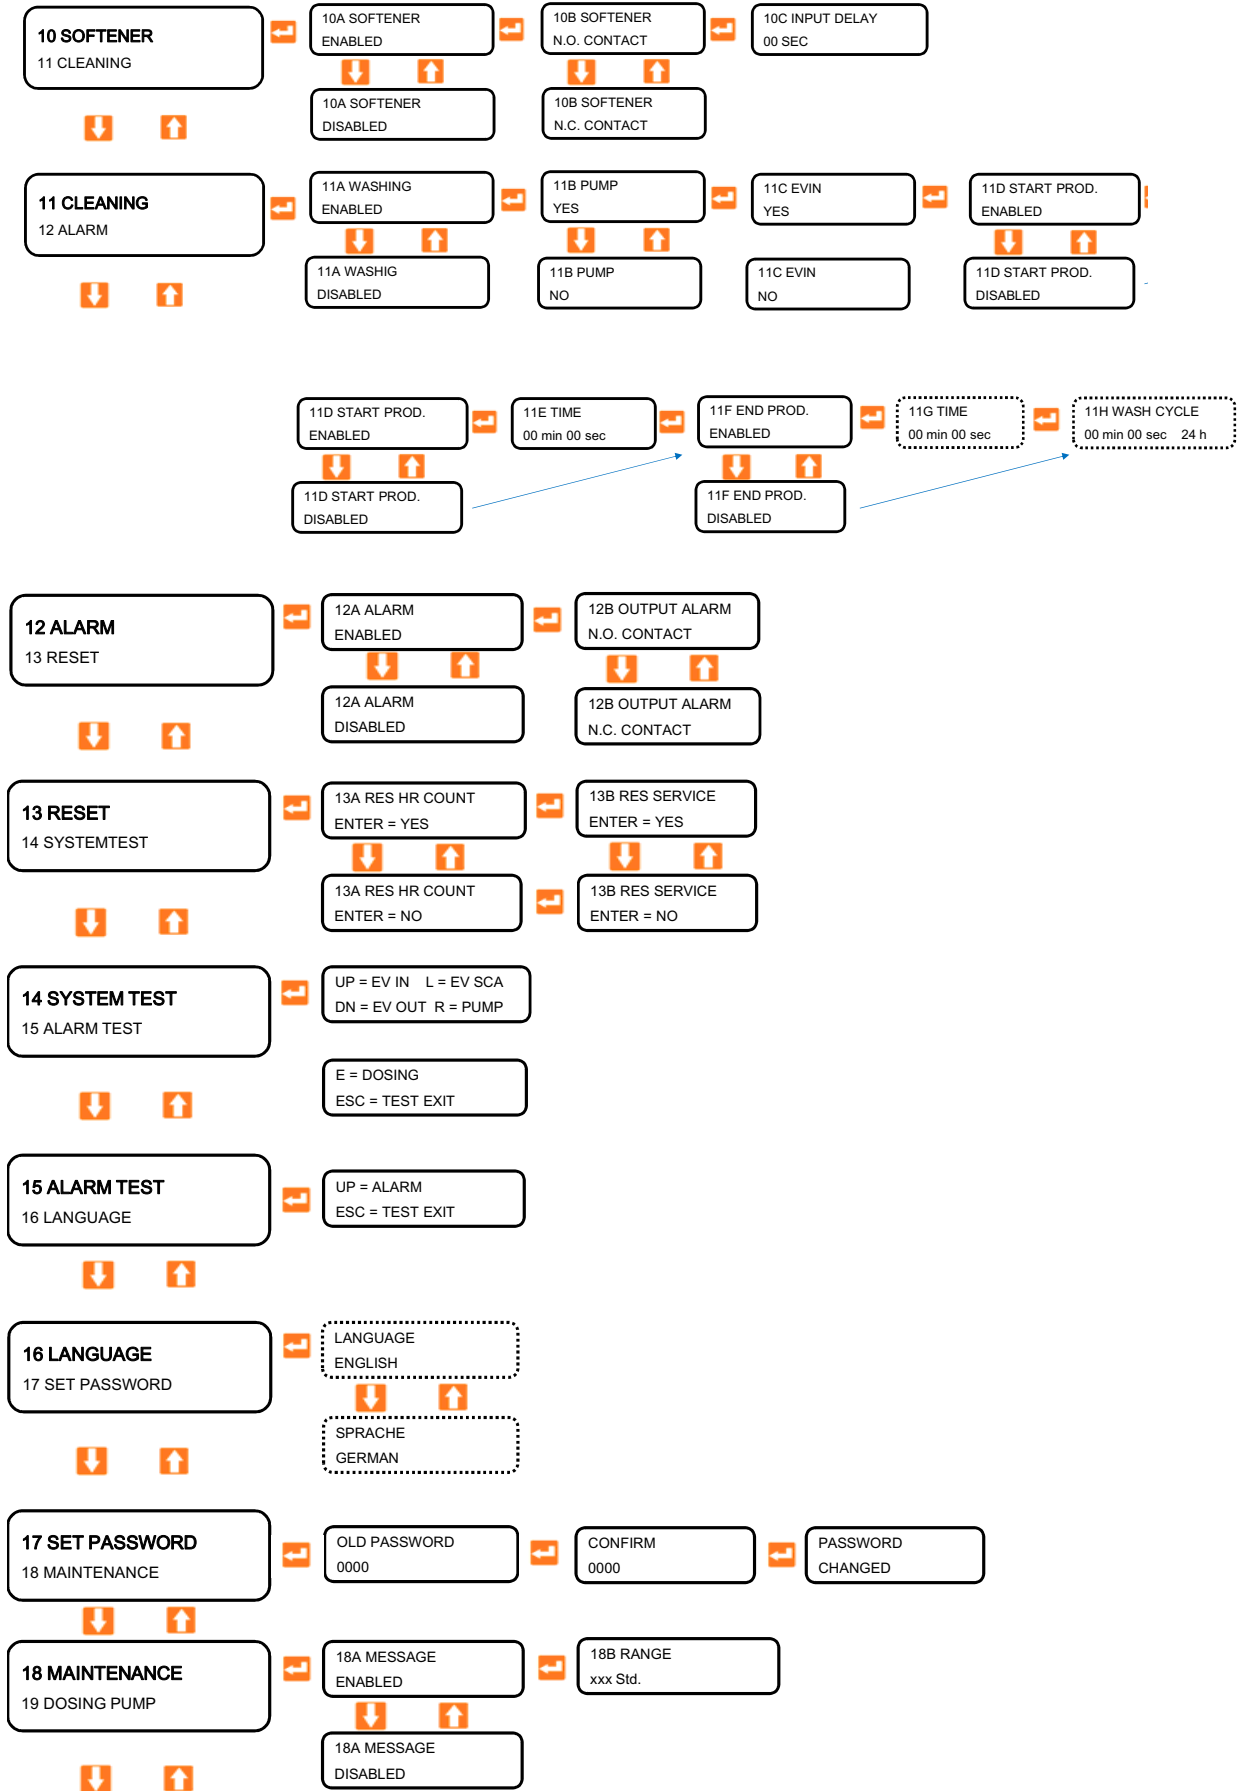 10 SOFTENER
11 CLEANING
10A SOFTENER
ENABLED
10A SOFTENER
DISABLED
10B SOFTENER
N.O. CONTACT
10B SOFTENER
N.C. CONTACT
10C INPUT DELAY
00 SEC
11 CLEANING
12 ALARM
11A WASHING
ENABLED
11A WASHIG
DISABLED
11B PUMP
YES
11B PUMP
NO
11C EVIN
YES
11C EVIN
NO
11D START PROD.
ENABLED
11D START PROD.
DISABLED
11D START PROD.
ENABLED
11D START PROD.
DISABLED
11E TIME
00 min 00 sec
11F END PROD.
ENABLED
11F END PROD.
DISABLED
11G TIME
00 min 00 sec
11H WASH CYCLE
00 min 00 sec 24 h
12 ALARM
13 RESET
12A ALARM
ENABLED
12A ALARM
DISABLED
12B OUTPUT ALARM
N.O. CONTACT
12B OUTPUT ALARM
N.C. CONTACT
13 RESET
14 SYSTEMTEST
13A RES HR COUNT
ENTER = YES
13A RES HR COUNT
ENTER = NO
13B RES SERVICE
ENTER = YES
13B RES SERVICE
ENTER = NO
14 SYSTEM TEST
15 ALARM TEST
UP = EV IN L = EV SCA
DN = EV OUT R = PUMP
E = DOSING
ESC = TEST EXIT
15 ALARM TEST
16 LANGUAGE
UP = ALARM
ESC = TEST EXIT
16 LANGUAGE
17 SET PASSWORD
LANGUAGE
ENGLISH
SPRACHE
GERMAN
17 SET PASSWORD
18 MAINTENANCE
OLD PASSWORD
0000
CONFIRM
0000
PASSWORD
CHANGED
18 MAINTENANCE
19 DOSING PUMP
18A MESSAGE
ENABLED
18A MESSAGE
DISABLED
18B RANGE
xxx Std.